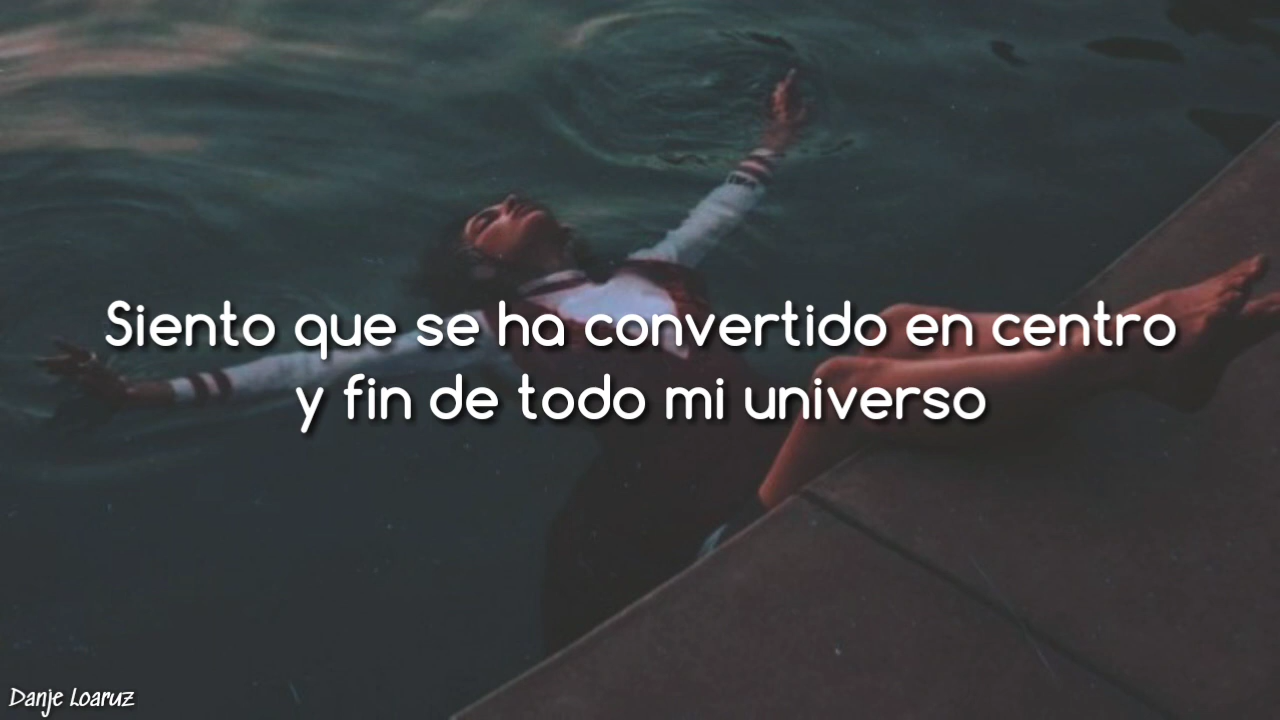 Siento que se ha convertido en centro
y fin de todo mi universo
Danje Loaruz